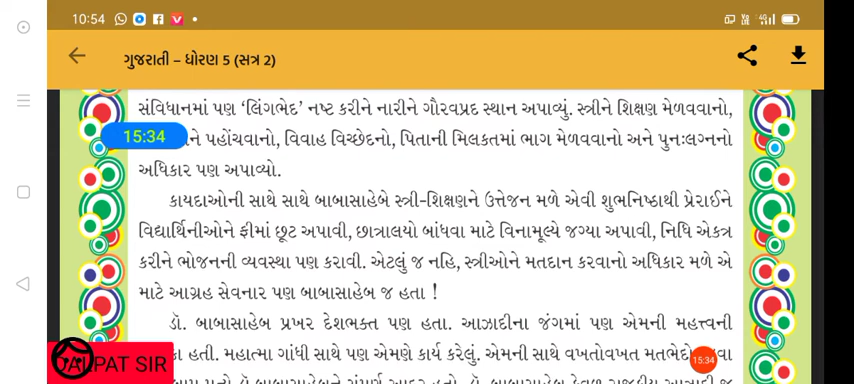 10:54
ગુજરાતી – ધોરણ 5 (સત્ર 2)
સંવિધાનમાં પણ ‘લિંગભેદ’ નષ્ટ કરીને નારીને ગૌરવપ્રદ સ્થાન અપાવ્યું. સ્ત્રીને શિક્ષણ મેળવવાનો,
15:34 ને પહોંચવાનો, વિવાહ વિચ્છેદનો, પિતાની મિલકતમાં ભાગ મેળવવાનો અને પુનઃલગ્નનો
અધિકાર પણ અપાવ્યો.
કાયદાઓની સાથે સાથે બાબાસાહેબે સ્ત્રી-શિક્ષણને ઉત્તેજન મળે એવી શુભનિષ્ઠાથી પ્રેરાઈને
વિદ્યાર્થિનીઓને ફીમાં છૂટ અપાવી, છાત્રાલયો બાંધવા માટે વિનામૂલ્યે જગ્યા અપાવી, નિધિ એકત્ર
કરીને ભોજનની વ્યવસ્થા પણ કરાવી. એટલું જ નહિ, સ્ત્રીઓને મતદાન કરવાનો અધિકાર મળે એ
માટે આગ્રહ સેવનાર પણ બાબાસાહેબ જ હતા !
ડૉ. બાબાસાહેબ પ્રખર દેશભક્ત પણ હતા. આઝાદીના જંગમાં પણ એમની મહત્ત્વની
હતી. મહાત્મા ગાંધી સાથે પણ એમણે કાર્ય કરેલું. એમની સાથે વખતોવખત મતભેદો 15:34
DALPAT SIR